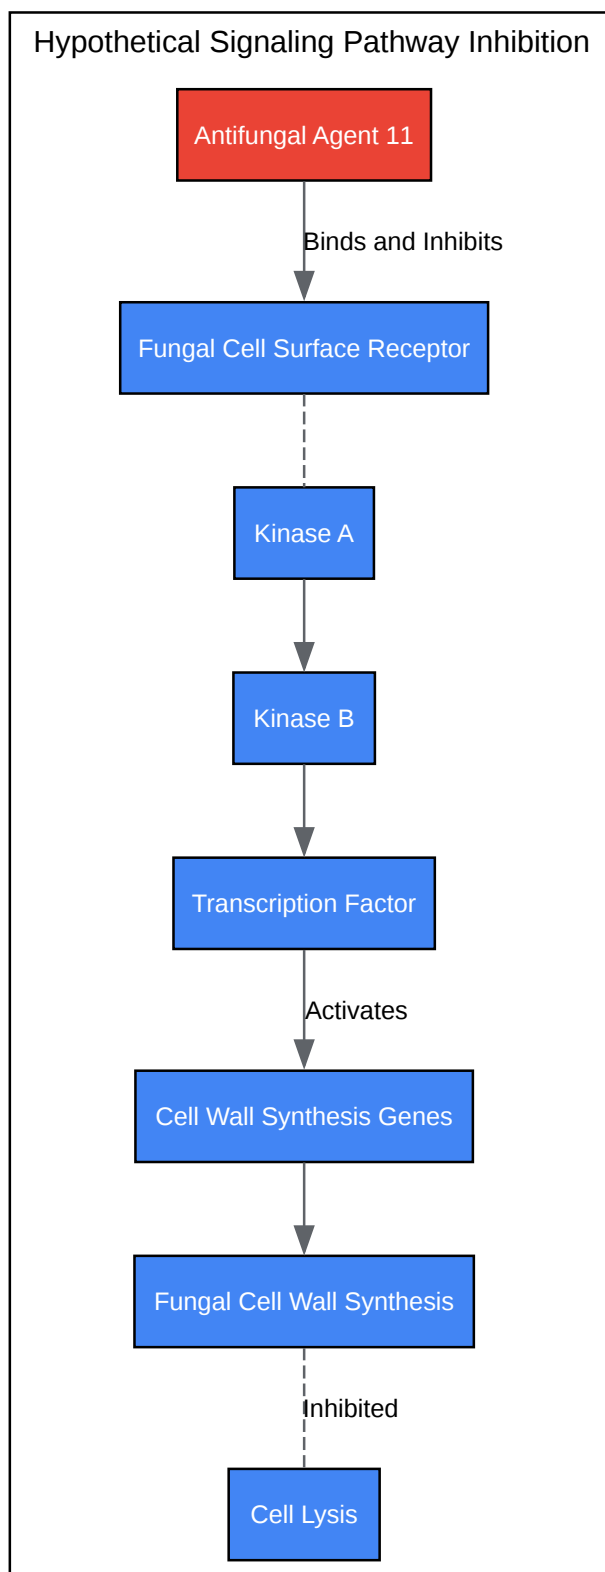 Hypothetical Signaling Pathway Inhibition
Antifungal Agent 11
Binds and Inhibits
Fungal Cell Surface Receptor
Kinase A
Kinase B
Transcription Factor
Activates
Cell Wall Synthesis Genes
Fungal Cell Wall Synthesis
Inhibited
Cell Lysis